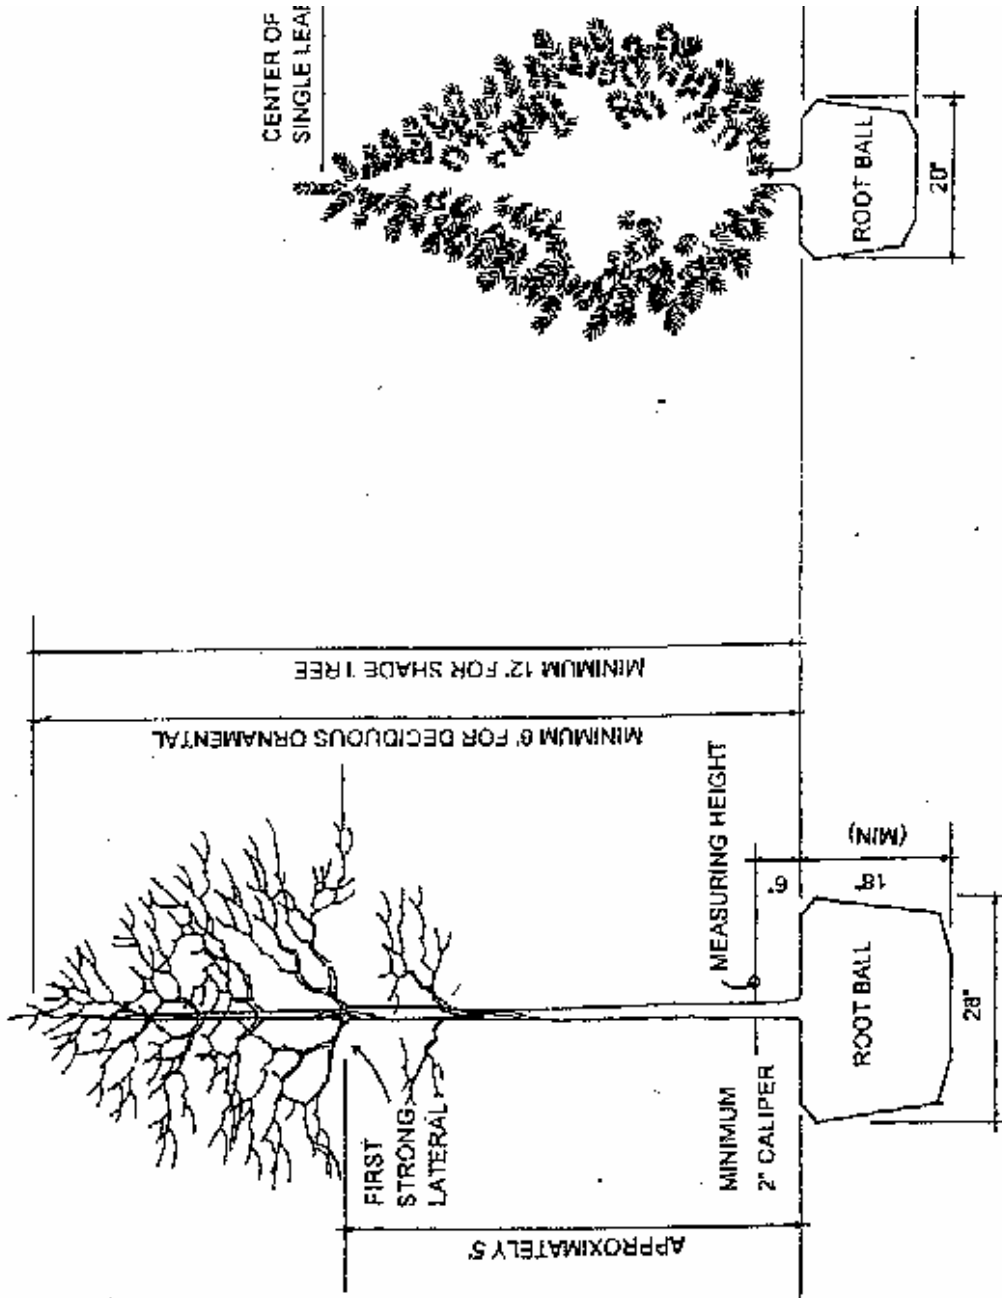 CENTER OF
SINGLE LEA
ROOT BALL
20"
MINIMUM 12' FOR SHADE TREE
MINIMUM 6' FOR DECIDUOUS ORNAMENTAL
MEASURING HEIGHT
6"
18"
(MIN)
ROOT BALL
28"
FIRST
STRONG
LATERAL
MINIMUM
2" CALIPER
APPROXIMATELY 5'